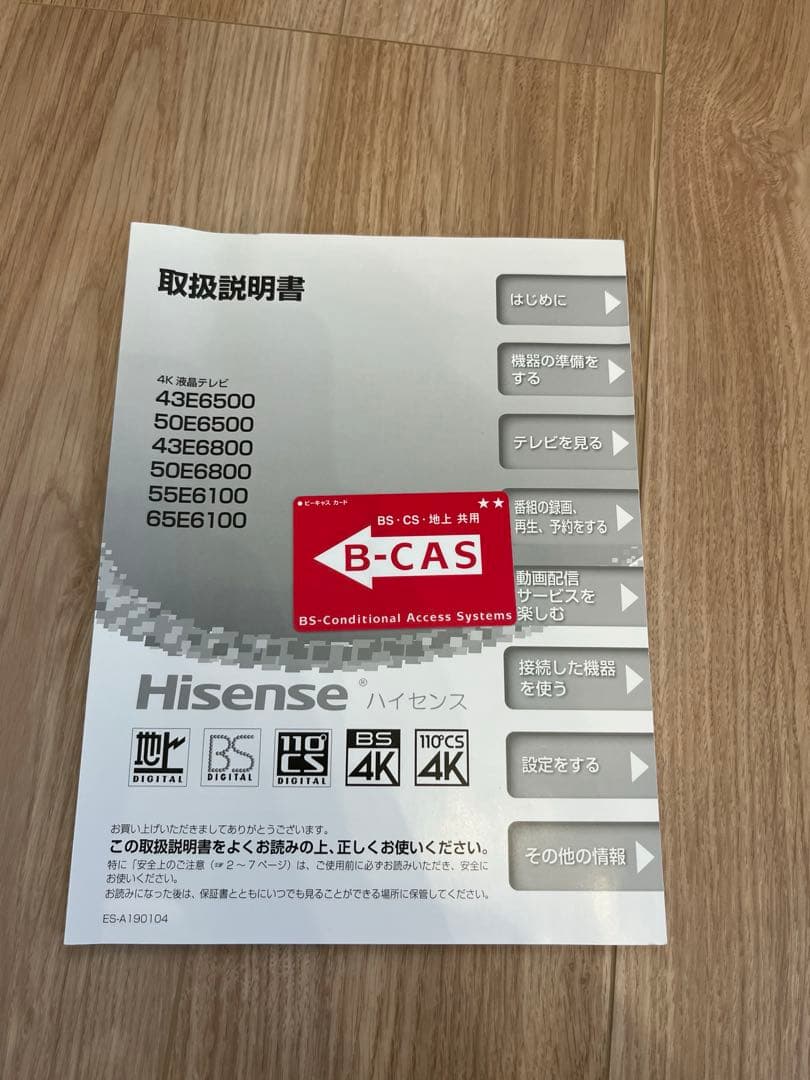 取扱説明書
4K 液晶テレビ
43E6500
50E6500
43E6800
50E6800
55E6100
65E6100
はじめに
機器の準備を
する
テレビを見る
番組の録画、
再生、予約をする
動画配信
サービスを
楽しむ
接続した機器
を使う
設定をする
その他の情報
ビーキャス カード
★★
BS・CS・地上 共用
B-CAS
BS-Conditional Access Systems
Hisense® ハイセンス
地上
DIGITAL
BS
DIGITAL
110°
CS
DIGITAL
BS
4K
110°CS
4K
お買い上げいただきましてありがとうございます。
この取扱説明書をよくお読みの上、正しくお使いください。
特に「安全上のご注意（☞2～7ページ）は、ご使用前に必ずお読みいただき、安全に
お使いください。
お読みになった後は、保証書とともにいつでも見ることができる場所に保管してください。
ES-A190104